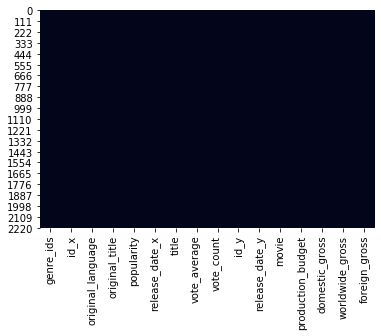 0
111
222
333
444
555
666
777
888
999
1110
1221
1332
1443
1554
1665
1776
1887
1998
2109
2220
genre_ids
id_x
original_language
original_title
popularity
release_date_x
title
vote_average
vote_count
id_y
release_date_y
movie
production_budget
domestic_gross
worldwide_gross
foreign_gross